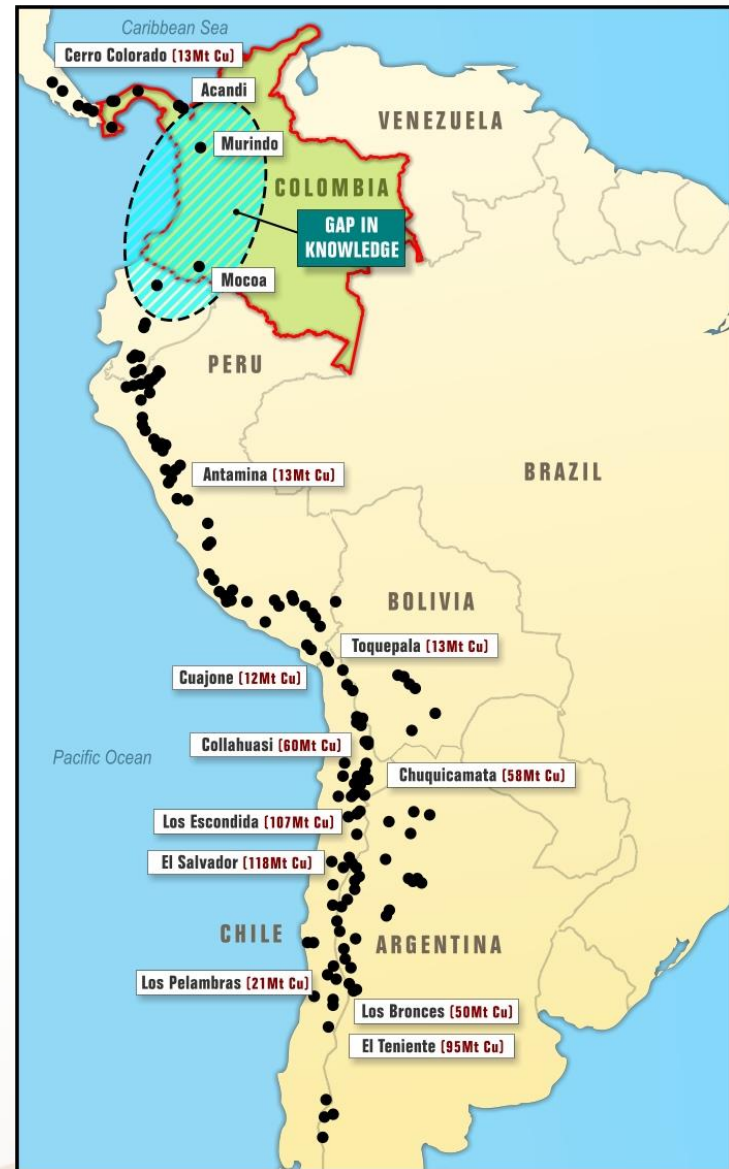 Caribbean Sea
Cerro Colorado (13Mt Cu)
Acandi
VENEZUELA
Murindo
COLOMBIA
GAP IN
KNOWLEDGE
Mocoa
PERU
Antamina (13Mt Cu)
BRAZIL
BOLIVIA
Toquepala (13Mt Cu)
Cuajone (12Mt Cu)
Collahuasi (60Mt Cu)
Pacific Ocean
Chuquicamata (58Mt Cu)
Los Escondida (107Mt Cu)
El Salvador (118Mt Cu)
CHILE
ARGENTINA
Los Pelambras (21Mt Cu)
Los Bronces (50Mt Cu)
El Teniente (95Mt Cu)